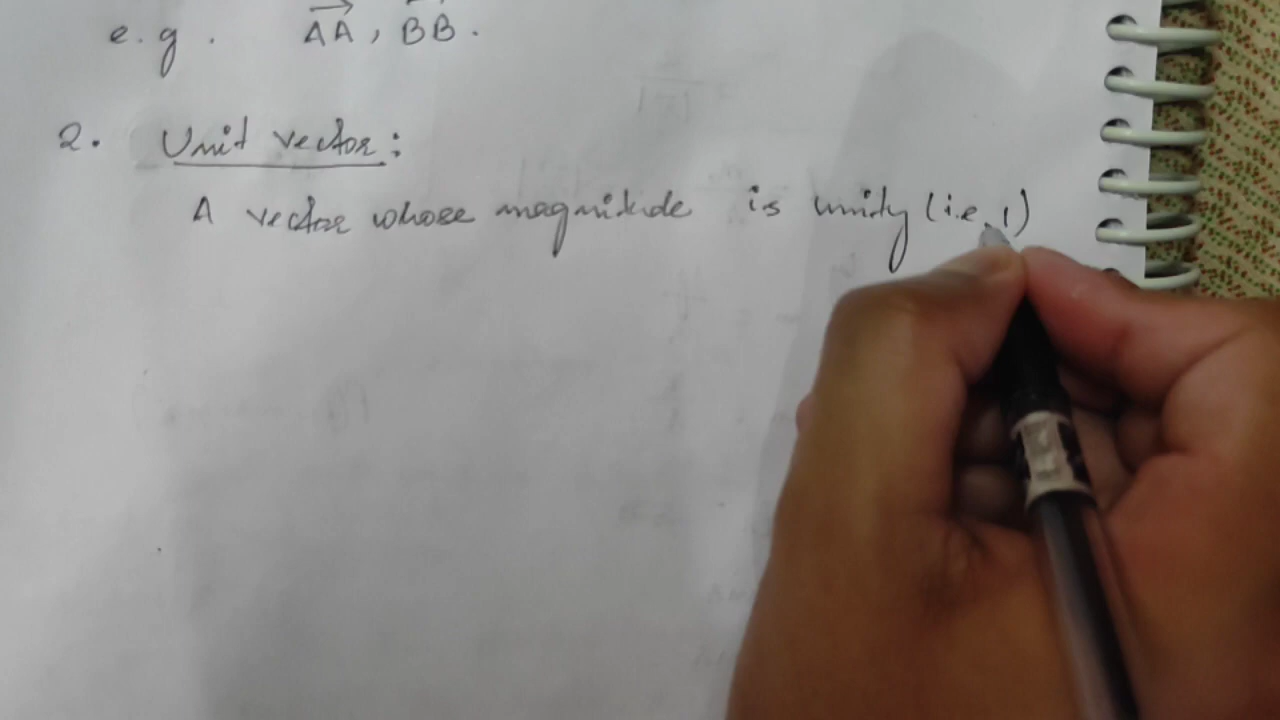 e.g. AA, BB.
2. Unit vector:
A vector whose magnitude is unity (i.e. 1)